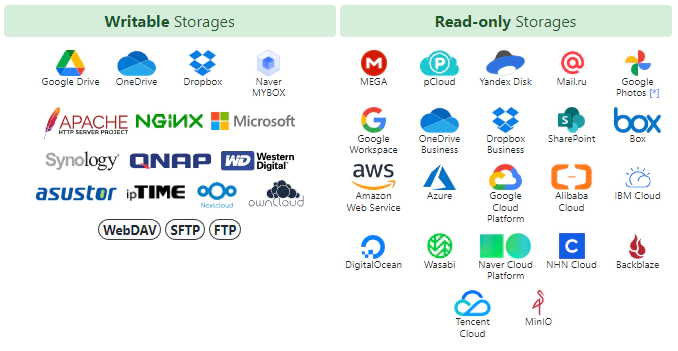 Writable Storages
Google Drive
OneDrive
Dropbox
Naver
MYBOX
APACHE
HTTP SERVER PROJECT
NGINX
Microsoft
Synology
QNAP
WD Western
Digital
asustor
ipTIME
Nextcloud
ownCloud
WebDAV
SFTP
FTP
Read-only Storages
MEGA
pCloud
Yandex Disk
Mail.ru
Google
Photos [*]
Google
Workspace
OneDrive
Business
Dropbox
Business
SharePoint
box
Box
aws
Amazon
Web Service
Azure
Google
Cloud
Platform
Alibaba
Cloud
IBM Cloud
DigitalOcean
Wasabi
Naver Cloud
Platform
NHN Cloud
Backblaze
Tencent
Cloud
MinIO